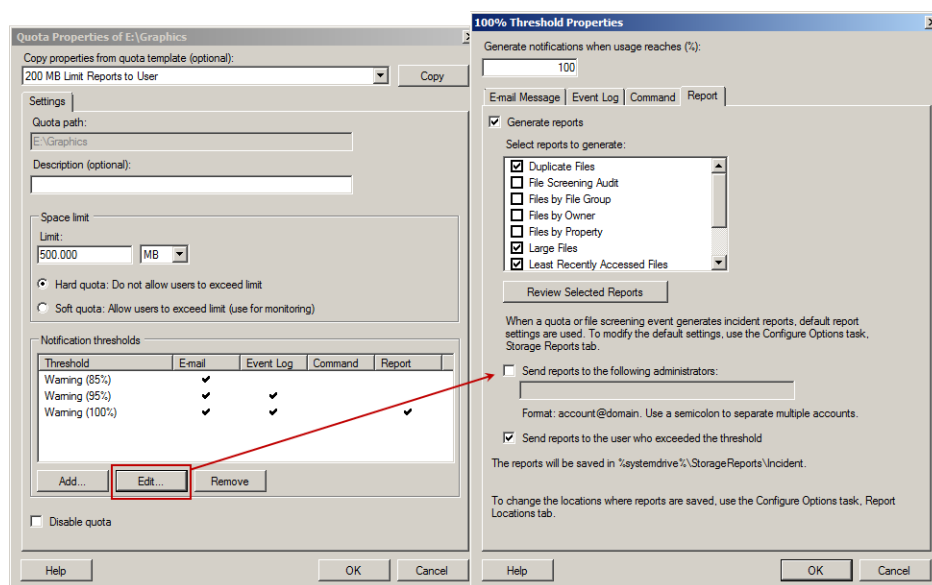 Quota Properties of E:\Graphics
Copy properties from quota template (optional):
200 MB Limit Reports to User
Copy
Settings
Quota path:
E:\Graphics
Description (optional):
Space limit
Limit:
500.000 MB
Hard quota: Do not allow users to exceed limit
Soft quota: Allow users to exceed limit (use for monitoring)
Notification thresholds
Threshold E-mail Event Log Command Report
Warning (85%)
Warning (95%)
Warning (100%)
Add... Edit... Remove
Disable quota
Help OK Cancel
100% Threshold Properties
Generate notifications when usage reaches (%):
100
E-mail Message Event Log Command Report
Generate reports
Select reports to generate:
Duplicate Files
File Screening Audit
Files by File Group
Files by Owner
Files by Property
Large Files
Least Recently Accessed Files
Review Selected Reports
When a quota or file screening event generates incident reports, default report
settings are used. To modify the default settings, use the Configure Options task,
Storage Reports tab.
Send reports to the following administrators:
Format: account@domain. Use a semicolon to separate multiple accounts.
Send reports to the user who exceeded the threshold
The reports will be saved in %systemdrive%\StorageReports\Incident.
To change the locations where reports are saved, use the Configure Options task, Report
Locations tab.
Help OK Cancel